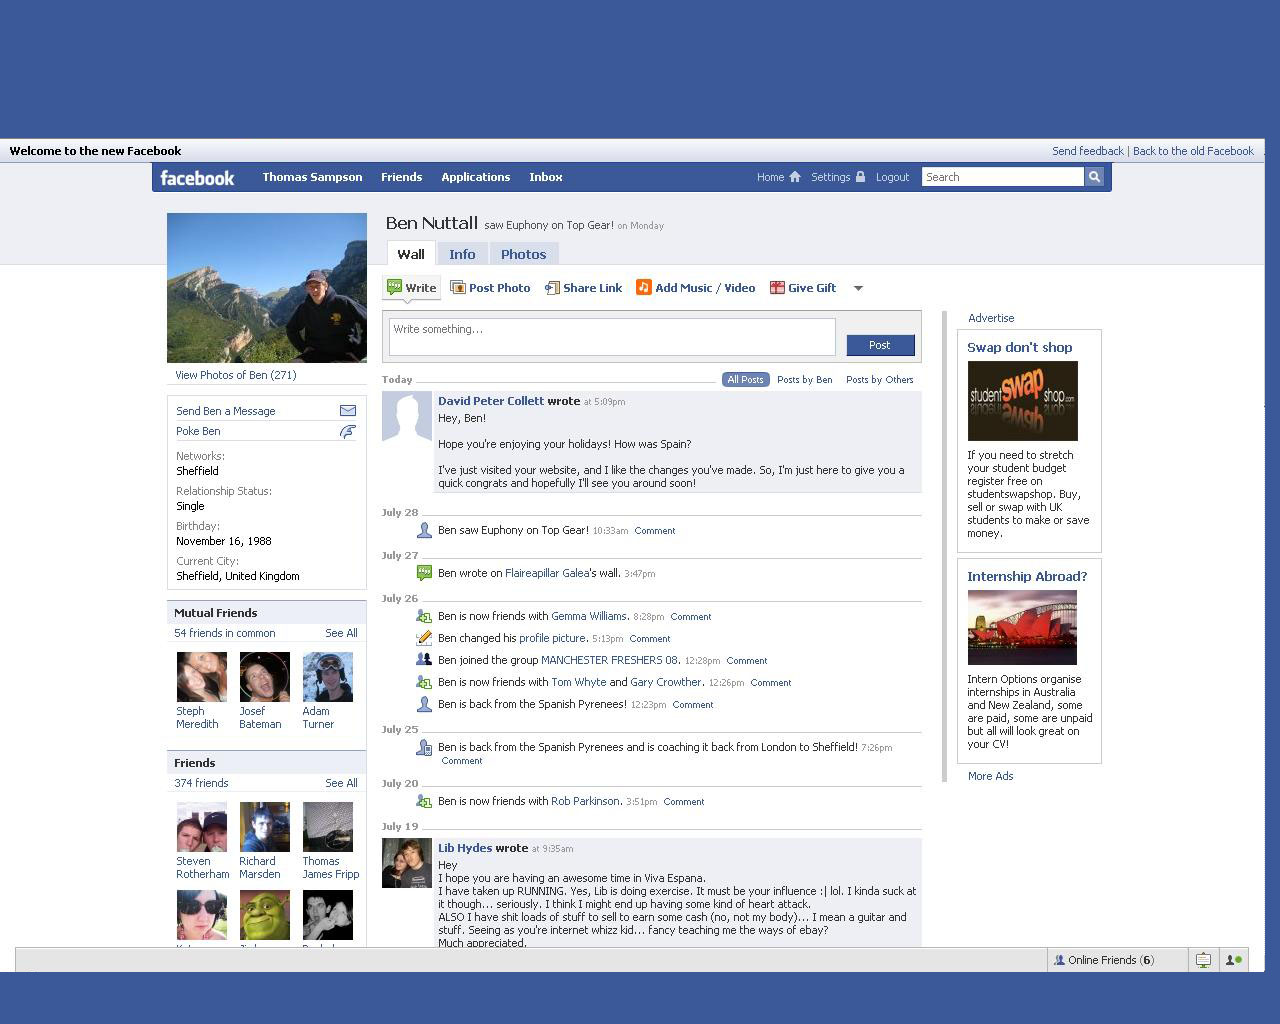 Welcome to the new Facebook
Send feedback | Back to the old Facebook
facebook
Thomas Sampson
Friends
Applications
Inbox
Home
Settings
Logout
Search
Ben Nuttall saw Euphony on Top Gear! on Monday
Wall
Info
Photos
Write
Post Photo
Share Link
Add Music / Video
Give Gift
Write something...
Post
View Photos of Ben (271)
Send Ben a Message
Poke Ben
Networks:
Sheffield
Relationship Status:
Single
Birthday:
November 16, 1988
Current City:
Sheffield, United Kingdom
Mutual Friends
54 friends in common
See All
Steph
Meredith
Josef
Bateman
Adam
Turner
Friends
374 friends
See All
Steven
Rotherham
Richard
Marsden
Thomas
James Fripp
Today
All Posts
Posts by Ben
Posts by Others
David Peter Collett wrote at 5:09pm
Hey, Ben!
Hope you're enjoying your holidays! How was Spain?
I've just visited your website, and I like the changes you've made. So, I'm just here to give you a
quick congrats and hopefully I'll see you around soon!
July 28
Ben saw Euphony on Top Gear! 10:33am Comment
July 27
Ben wrote on Flaireapillar Galea's wall. 3:47pm
July 26
Ben is now friends with Gemma Williams. 8:28pm Comment
Ben changed his profile picture. 5:13pm Comment
Ben joined the group MANCHESTER FRESHERS 08. 12:28pm Comment
Ben is now friends with Tom Whyte and Gary Crowther. 12:26pm Comment
Ben is back from the Spanish Pyrenees! 12:23pm Comment
July 25
Ben is back from the Spanish Pyrenees and is coaching it back from London to Sheffield! 7:26pm
Comment
July 20
Ben is now friends with Rob Parkinson. 3:51pm Comment
July 19
Lib Hydes wrote at 9:35am
Hey
I hope you are having an awesome time in Viva Espana.
I have taken up RUNNING. Yes, Lib is doing exercise. It must be your influence :| lol. I kinda suck at
it though... seriously. I think I might end up having some kind of heart attack.
ALSO I have shit loads of stuff to sell to earn some cash (no, not my body)... I mean a guitar and
stuff. Seeing as you're internet whizz kid... fancy teaching me the ways of ebay?
Much appreciated.
Advertise
Swap don't shop
student swap shop.com
If you need to stretch
your student budget
register free on
studentswapshop. Buy,
sell or swap with UK
students to make or save
money.
Internship Abroad?
Intern Options organise
internships in Australia
and New Zealand, some
are paid, some are unpaid
but all will look great on
your CV!
More Ads
Online Friends (6)